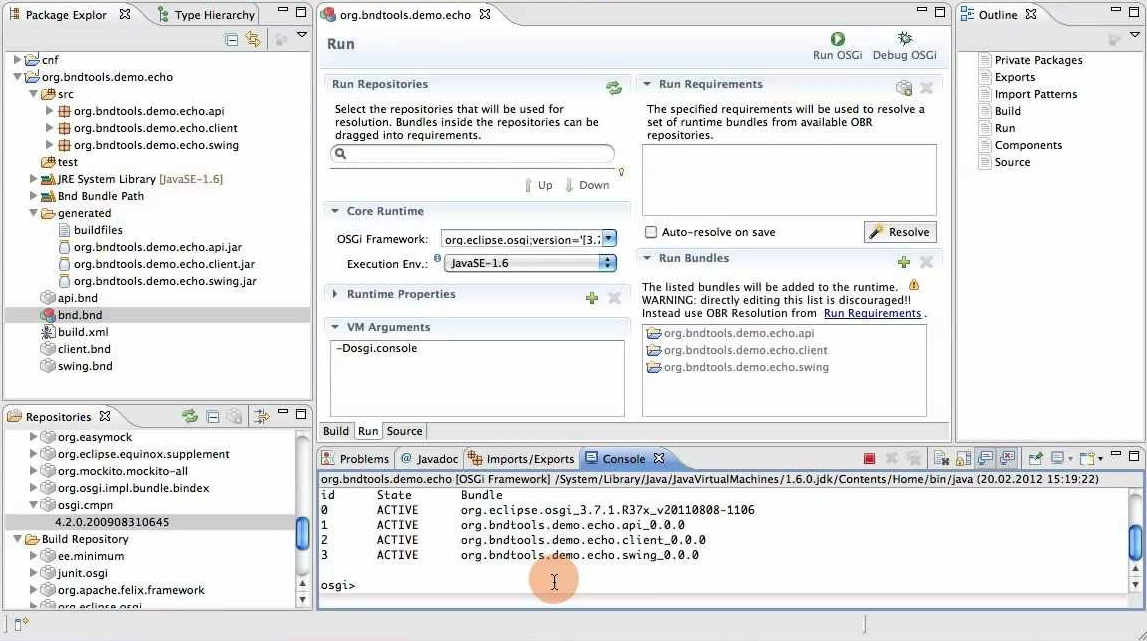 Package Explor
Type Hierarchy
cnf
org.bndtools.demo.echo
src
org.bndtools.demo.echo.api
org.bndtools.demo.echo.client
org.bndtools.demo.echo.swing
test
JRE System Library [JavaSE-1.6]
Bnd Bundle Path
generated
buildfiles
org.bndtools.demo.echo.api.jar
org.bndtools.demo.echo.client.jar
org.bndtools.demo.echo.swing.jar
api.bnd
bnd.bnd
build.xml
client.bnd
swing.bnd
Repositories
org.easymock
org.eclipse.equinox.supplement
org.mockito.mockito-all
org.osgi.impl.bundle.bindex
osgi.cmpn
4.2.0.200908310645
Build Repository
ee.minimum
junit.osgi
org.apache.felix.framework
org.eclipse.osgi
org.bndtools.demo.echo
Run
Run OSGi
Debug OSGi
Run Repositories
Select the repositories that will be used for
resolution. Bundles inside the repositories can be
dragged into requirements.
Up
Down
Core Runtime
OSGi Framework:
org.eclipse.osgi;version='[3.7
Execution Env.:
JavaSE-1.6
Runtime Properties
VM Arguments
-Dosgi.console
Run Requirements
The specified requirements will be used to resolve a
set of runtime bundles from available OBR
repositories.
Auto-resolve on save
Resolve
Run Bundles
The listed bundles will be added to the runtime.
WARNING: directly editing this list is discouraged!!
Instead use OBR Resolution from Run Requirements .
org.bndtools.demo.echo.api
org.bndtools.demo.echo.client
org.bndtools.demo.echo.swing
Build
Run
Source
Outline
Private Packages
Exports
Import Patterns
Build
Run
Components
Source
Problems
@ Javadoc
Imports/Exports
Console
org.bndtools.demo.echo [OSGi Framework] /System/Library/Java/JavaVirtualMachines/1.6.0.jdk/Contents/Home/bin/java (20.02.2012 15:19:22)
id State Bundle
0 ACTIVE org.eclipse.osgi_3.7.1.R37x_v20110808-1106
1 ACTIVE org.bndtools.demo.echo.api_0.0.0
2 ACTIVE org.bndtools.demo.echo.client_0.0.0
3 ACTIVE org.bndtools.demo.echo.swing_0.0.0
osgi>